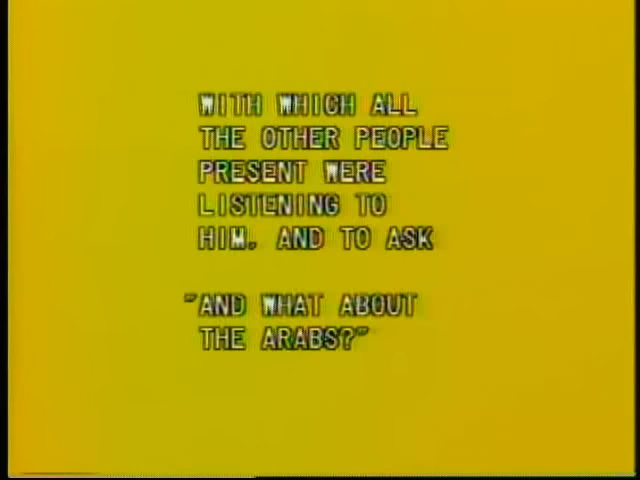 WITH WHICH ALL
THE OTHER PEOPLE
PRESENT WERE
LISTENING TO
HIM. AND TO ASK
"AND WHAT ABOUT
THE ARABS?"